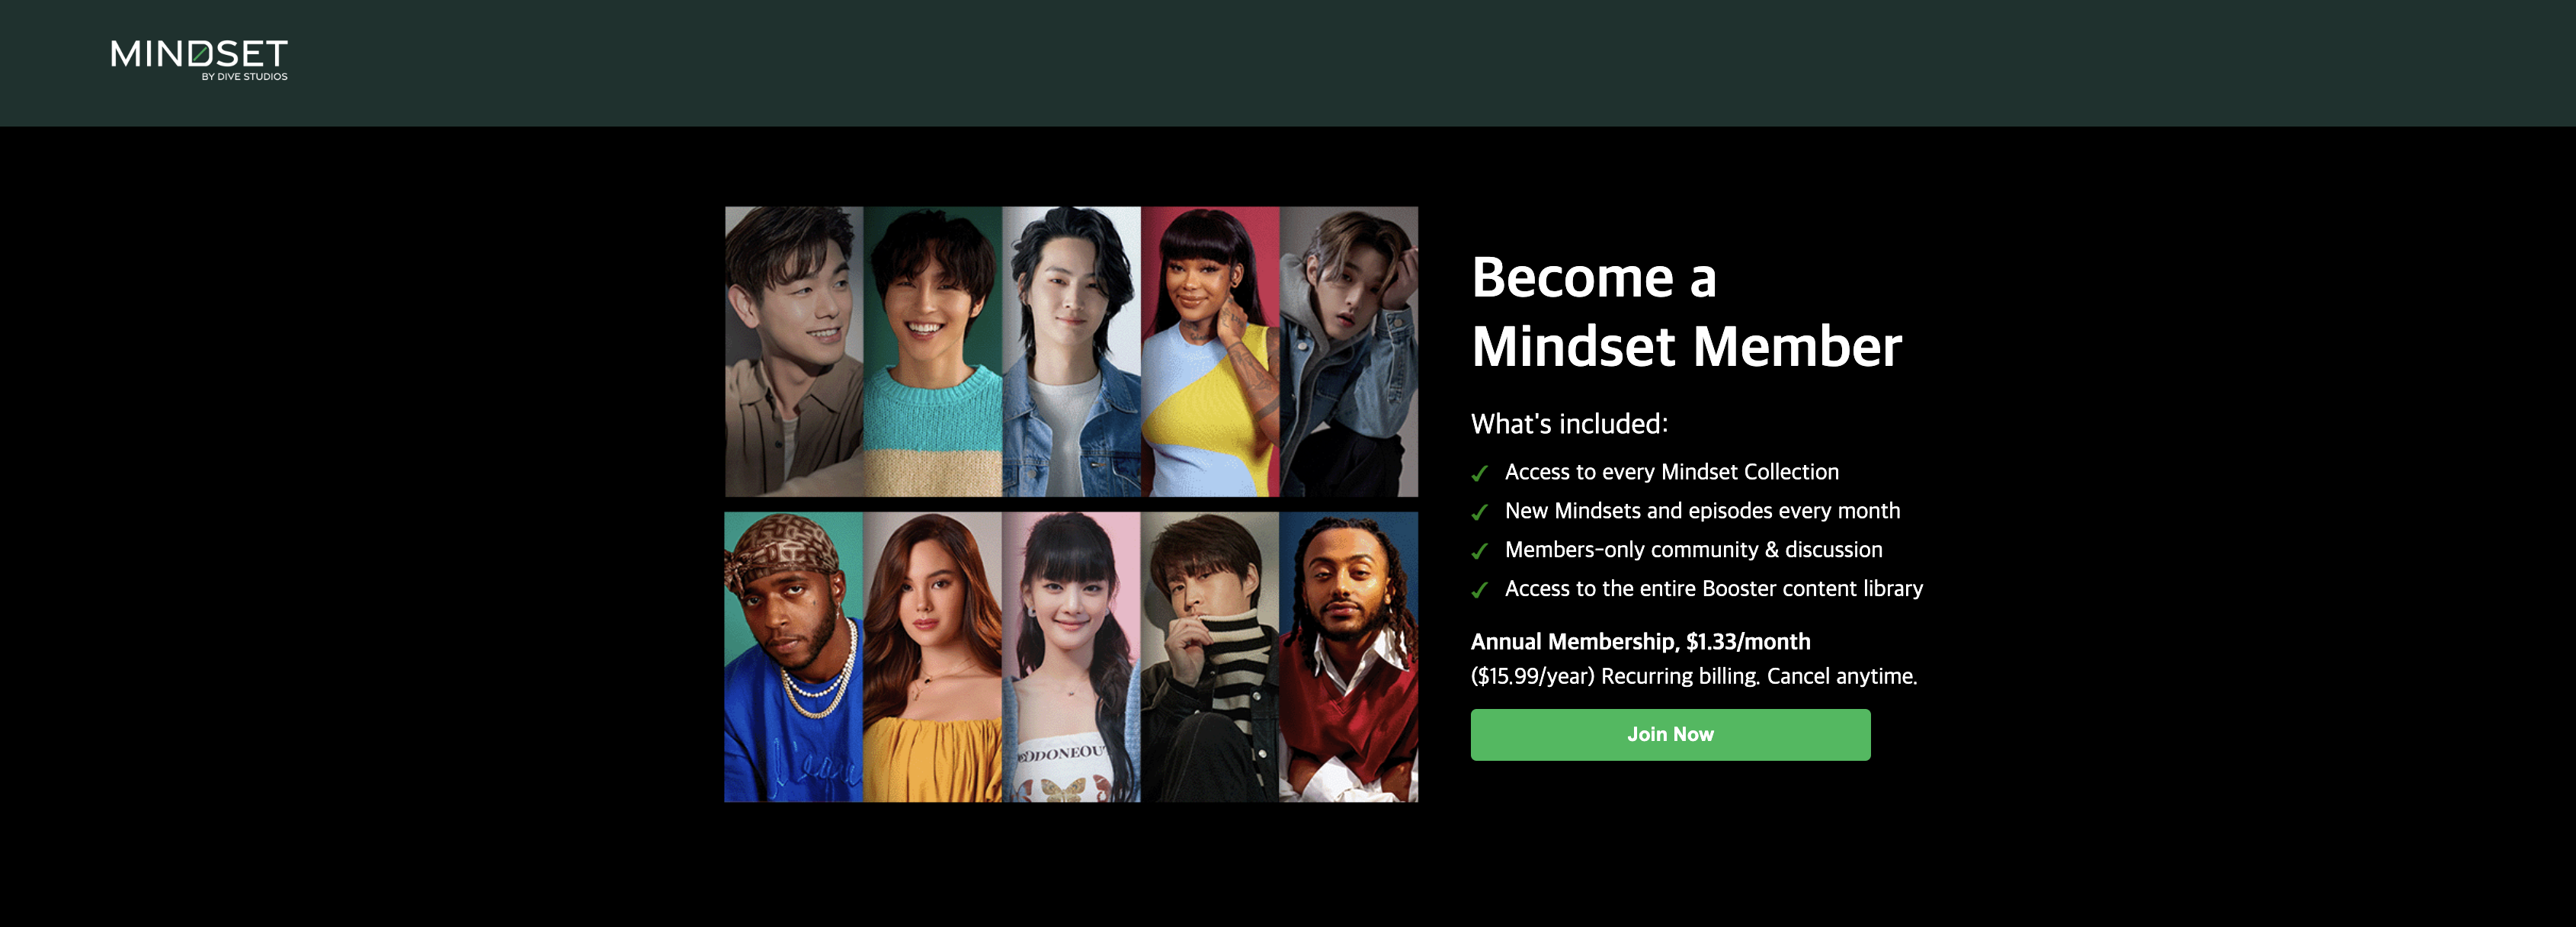 MINDSET
BY DIVE STUDIOS
Become a
Mindset Member
What's included:
✓ Access to every Mindset Collection
✓ New Mindsets and episodes every month
✓ Members-only community & discussion
✓ Access to the entire Booster content library
Annual Membership, $1.33/month
($15.99/year) Recurring billing. Cancel anytime.
Join Now